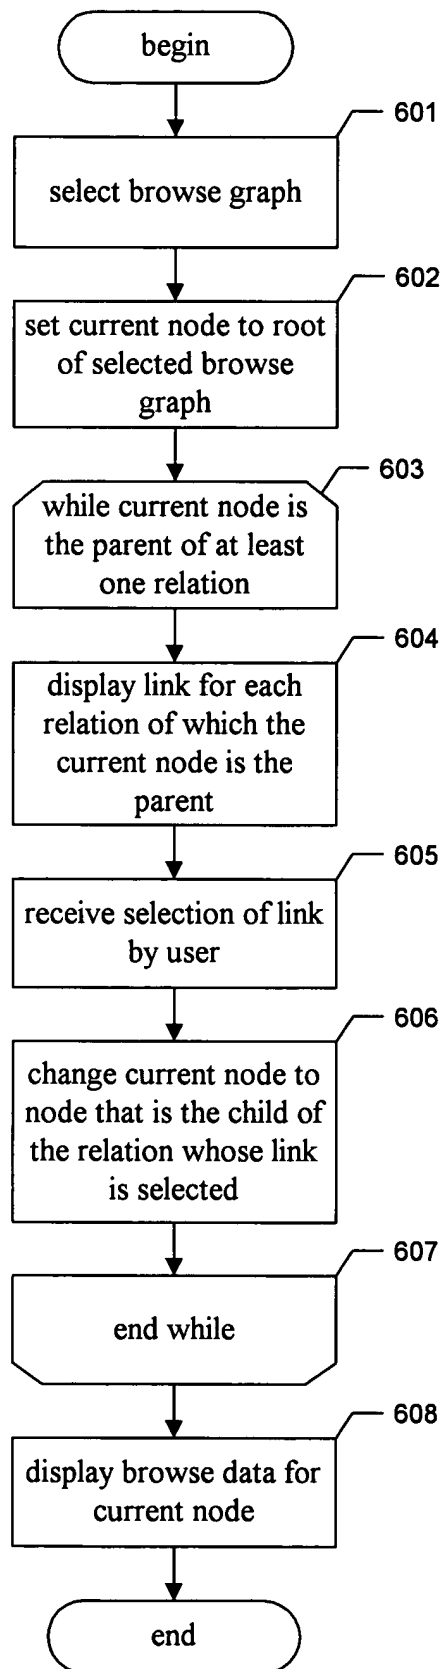 begin
601
select browse graph
602
set current node to root
of selected browse
graph
603
while current node is
the parent of at least
one relation
604
display link for each
relation of which the
current node is the
parent
605
receive selection of link
by user
606
change current node to
node that is the child of
the relation whose link
is selected
607
end while
608
display browse data for
current node
end